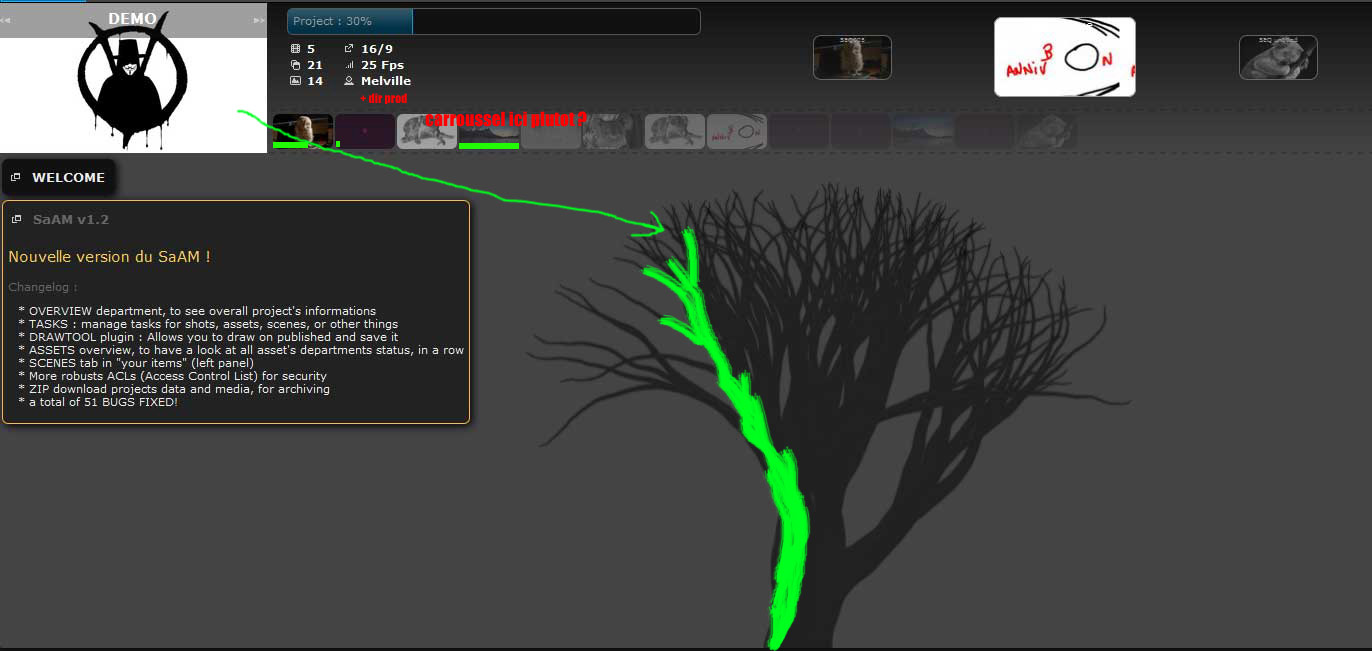 DEMO
Project : 30%
5
16/9
21
25 Fps
14
Melville
+ dir prod
carroussel ici plutot ?
ANNIV
B
N
WELCOME
SaAM v1.2
Nouvelle version du SaAM !
Changelog :
* OVERVIEW department, to see overall project's informations
* TASKS : manage tasks for shots, assets, scenes, or other things
* DRAWTOOL plugin : Allows you to draw on published and save it
* ASSETS overview, to have a look at all asset's departments status, in a row
* SCENES tab in "your items" (left panel)
* More robusts ACLs (Access Control List) for security
* ZIP download projects data and media, for archiving
* a total of 51 BUGS FIXED!